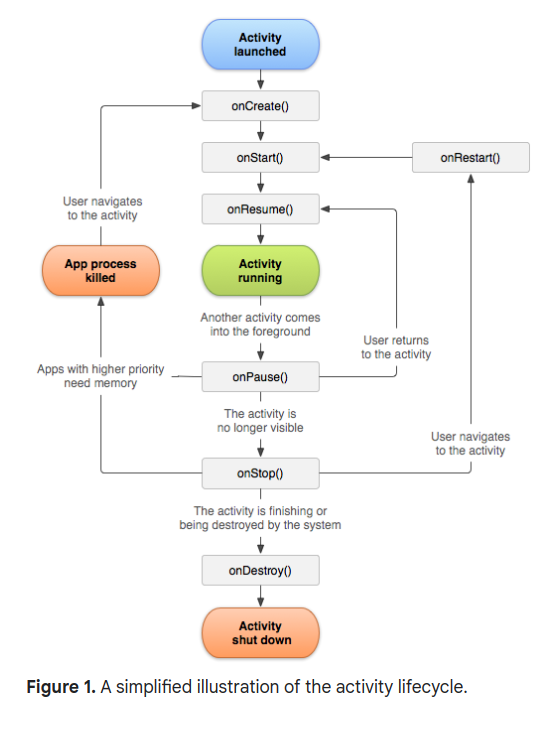 Activity
launched
onCreate()
onStart()
onRestart()
User navigates
to the activity
onResume()
App process
killed
Activity
running
Another activity comes
into the foreground
User returns
to the activity
Apps with higher priority
need memory
onPause()
The activity is
no longer visible
User navigates
to the activity
onStop()
The activity is finishing or
being destroyed by the system
onDestroy()
Activity
shut down
Figure 1. A simplified illustration of the activity lifecycle.